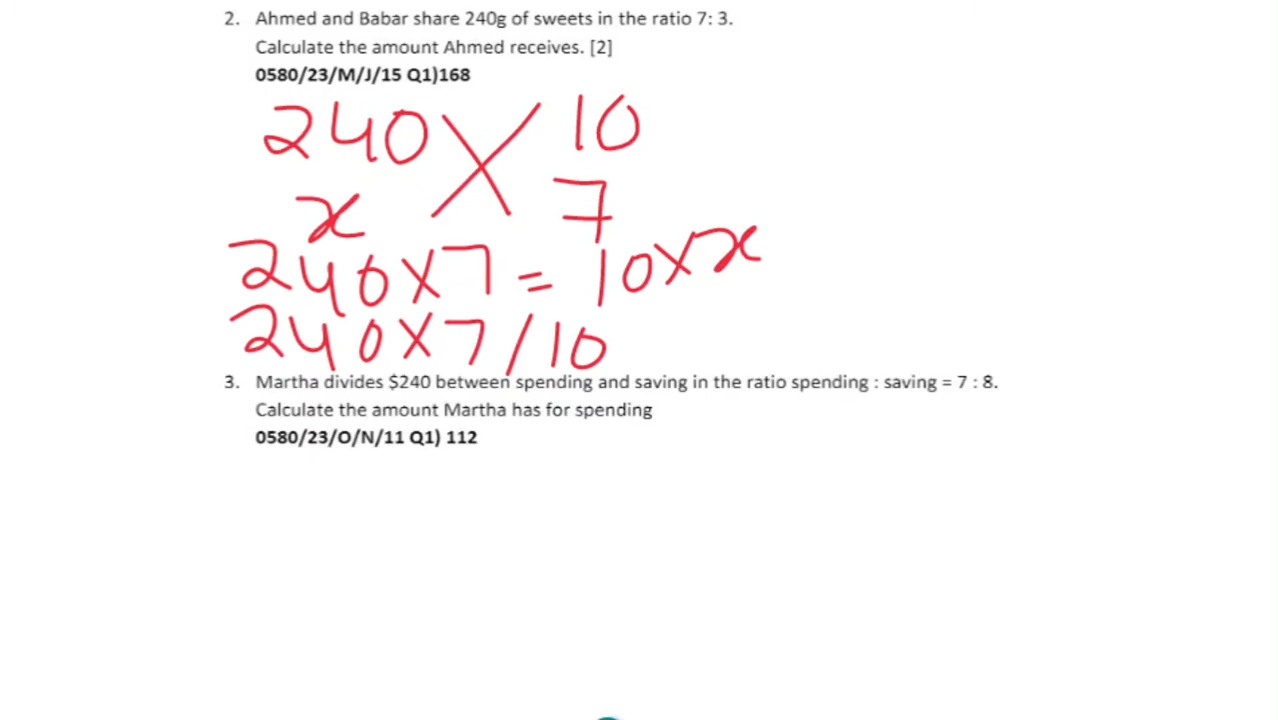 2. Ahmed and Babar share 240g of sweets in the ratio 7: 3.
Calculate the amount Ahmed receives. [2]
0580/23/M/J/15 Q1)168
240 10
x 7
240×7 = 10×x
240×7/10
3. Martha divides $240 between spending and saving in the ratio spending : saving = 7 : 8.
Calculate the amount Martha has for spending
0580/23/O/N/11 Q1) 112